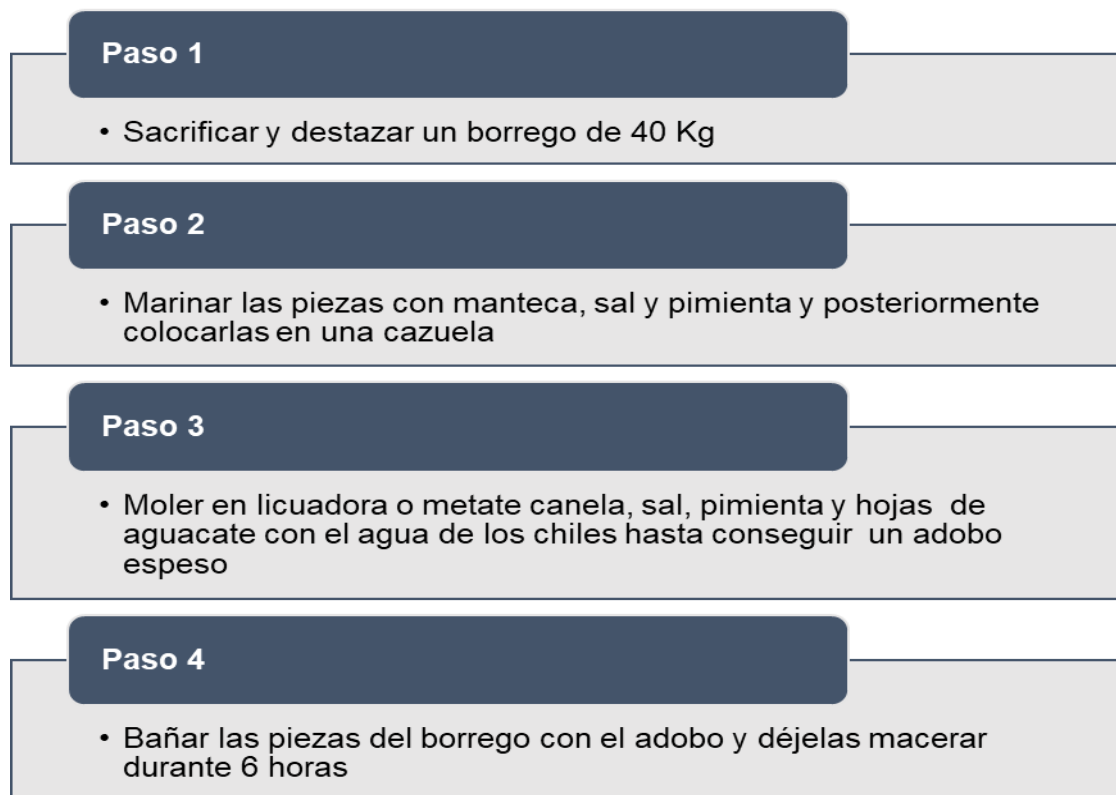 Paso 1
• Sacrificar y destazar un borrego de 40 Kg
Paso 2
• Marinar las piezas con manteca, sal y pimienta y posteriormente
colocarlas en una cazuela
Paso 3
• Moler en licuadora o metate canela, sal, pimienta y hojas de
aguacate con el agua de los chiles hasta conseguir un adobo
espeso
Paso 4
• Bañar las piezas del borrego con el adobo y déjelas macerar
durante 6 horas